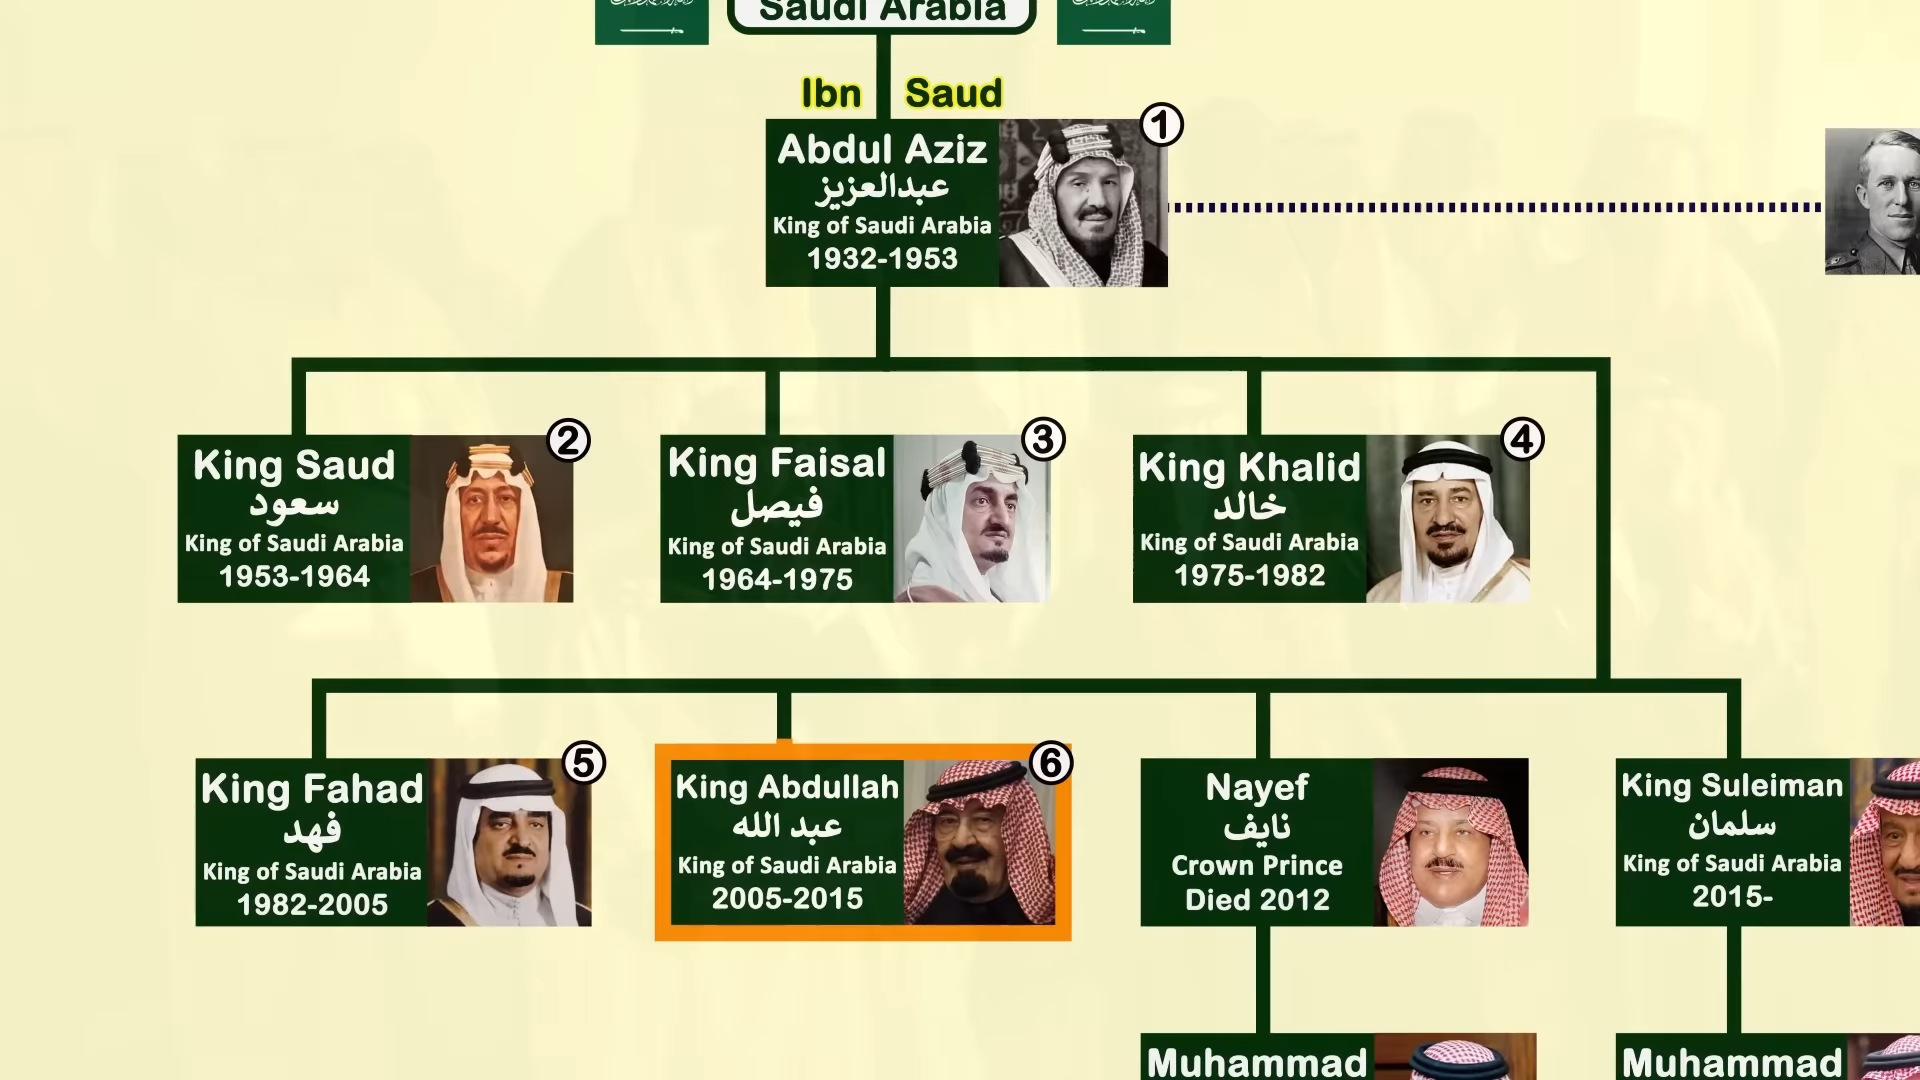 Saudi Arabia
Ibn Saud
Abdul Aziz
عبدالعزيز
King of Saudi Arabia
1932-1953
1
King Saud
سعود
King of Saudi Arabia
1953-1964
2
King Faisal
فيصل
King of Saudi Arabia
1964-1975
3
King Khalid
خالد
King of Saudi Arabia
1975-1982
4
King Fahad
فهد
King of Saudi Arabia
1982-2005
5
King Abdullah
عبد الله
King of Saudi Arabia
2005-2015
6
Nayef
نايف
Crown Prince
Died 2012
King Suleiman
سلمان
King of Saudi Arabia
2015-
Muhammad
Muhammad